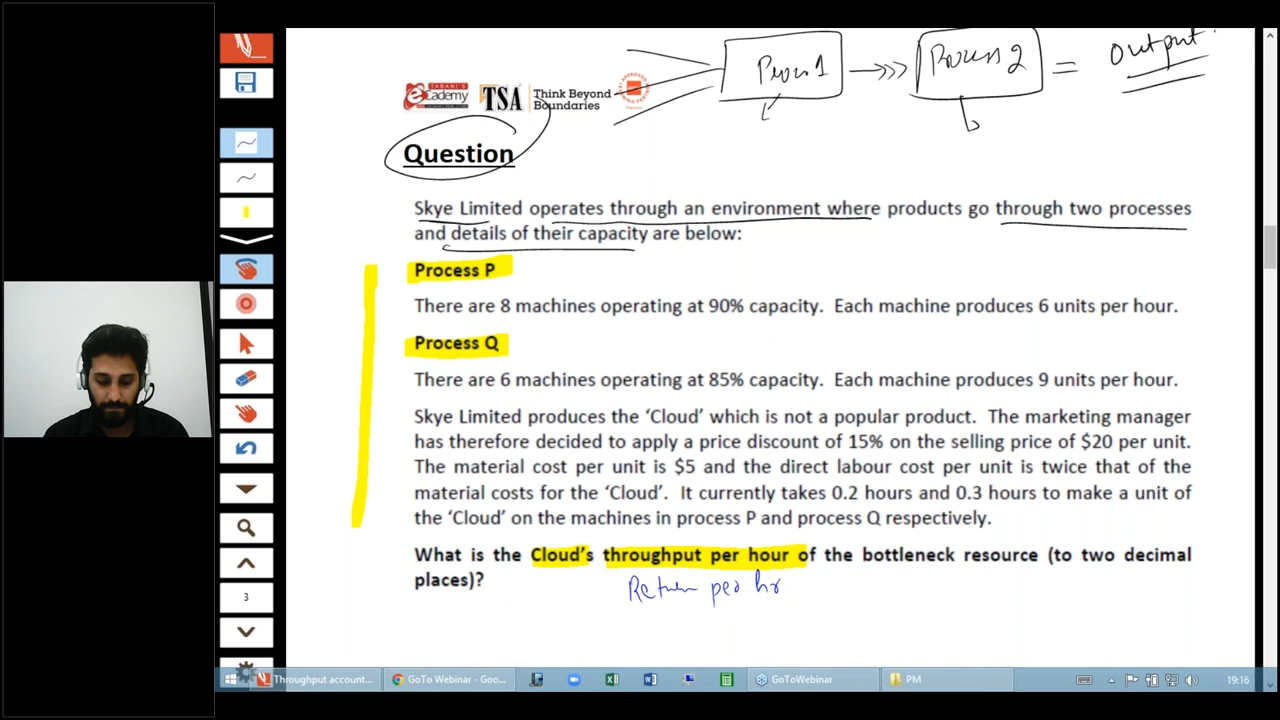 Process 1
Process 2
=
output
TABANI'S
eCademy
TSA
Think Beyond
Boundaries
Question
Skye Limited operates through an environment where products go through two processes
and details of their capacity are below:
Process P
There are 8 machines operating at 90% capacity. Each machine produces 6 units per hour.
Process Q
There are 6 machines operating at 85% capacity. Each machine produces 9 units per hour.
Skye Limited produces the ‘Cloud’ which is not a popular product. The marketing manager
has therefore decided to apply a price discount of 15% on the selling price of $20 per unit.
The material cost per unit is $5 and the direct labour cost per unit is twice that of the
material costs for the ‘Cloud’. It currently takes 0.2 hours and 0.3 hours to make a unit of
the ‘Cloud’ on the machines in process P and process Q respectively.
What is the Cloud’s throughput per hour of the bottleneck resource (to two decimal
places)?
Return per hr
3
Throughput account...
GoTo Webinar - Goo...
GoToWebinar
PM
19:16